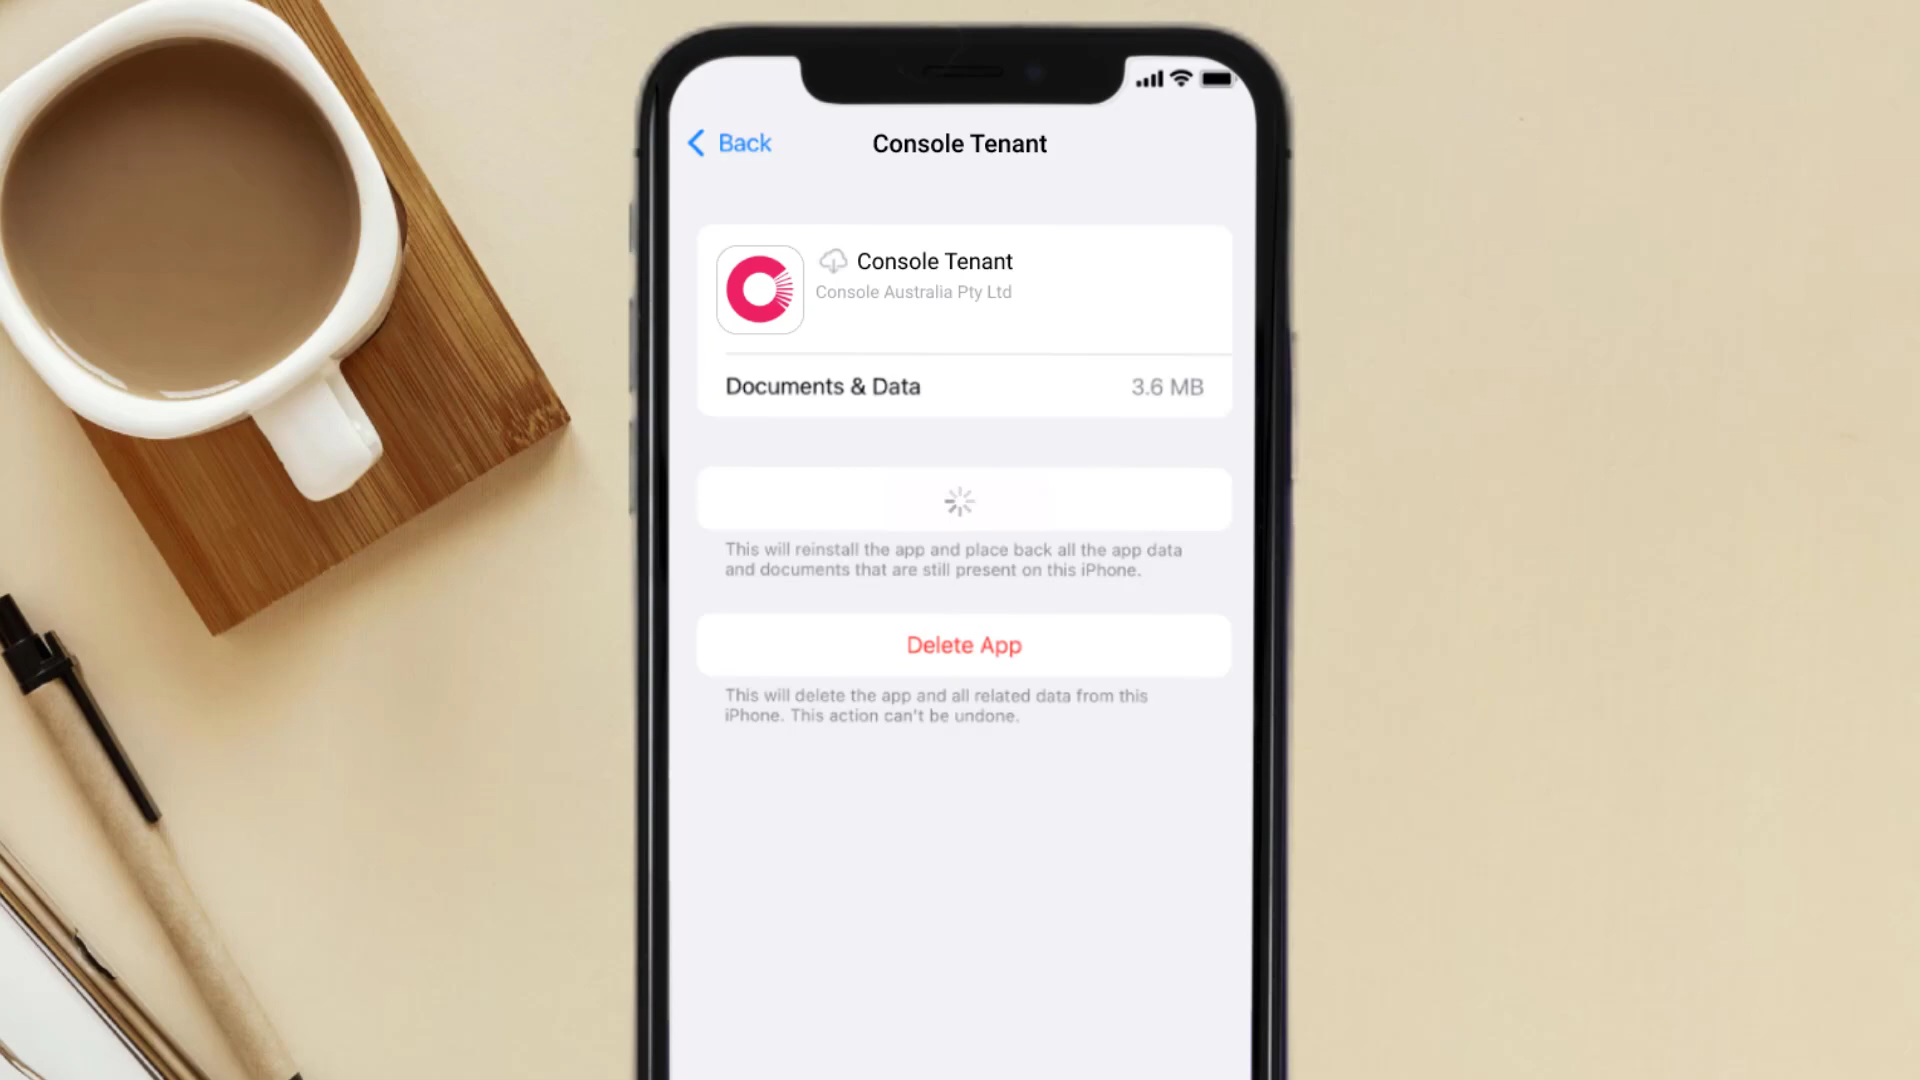 Back
Console Tenant
Console Tenant
Console Australia Pty Ltd
Documents & Data
3.6 MB
This will reinstall the app and place back all the app data
and documents that are still present on this iPhone.
Delete App
This will delete the app and all related data from this
iPhone. This action can't be undone.